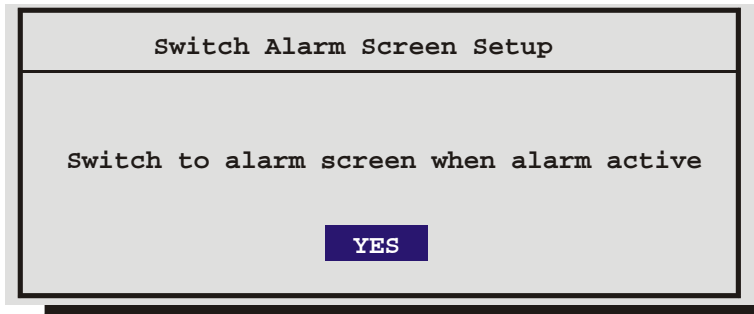 Switch Alarm Screen Setup
Switch to alarm screen when alarm active
YES